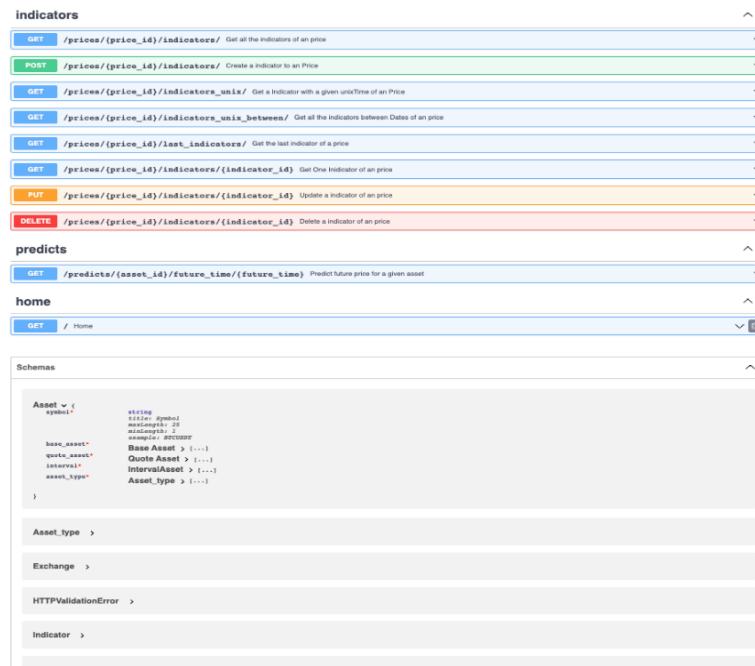 indicators
GET /prices/{price_id}/indicators/ Get all the indicators of an price
POST /prices/{price_id}/indicators/ Create a indicator to an Price
GET /prices/{price_id}/indicators_unix/ Get a Indicator with a given unixTime of an Price
GET /prices/{price_id}/indicators_unix_between/ Get all the indicators between Dates of an price
GET /prices/{price_id}/last_indicators/ Get the last indicator of a price
GET /prices/{price_id}/indicators/{indicator_id} Get One Inidicator of an price
PUT /prices/{price_id}/indicators/{indicator_id} Update a indicator of an price
DELETE /prices/{price_id}/indicators/{indicator_id} Delete a indicator of an price
predicts
GET /predicts/{asset_id}/future_time/{future_time} Predict future price for a given asset
home
GET / Home
Schemas
Asset {
symbol* string
title: Symbol
maxLength: 25
minLength: 1
example: BTCUSDT
base_asset* Base Asset > [...]
quote_asset* Quote Asset > [...]
interval* IntervalAsset > [...]
asset_type* Asset_type > [...]
}
Asset_type >
Exchange >
HTTPValidationError >
Indicator >